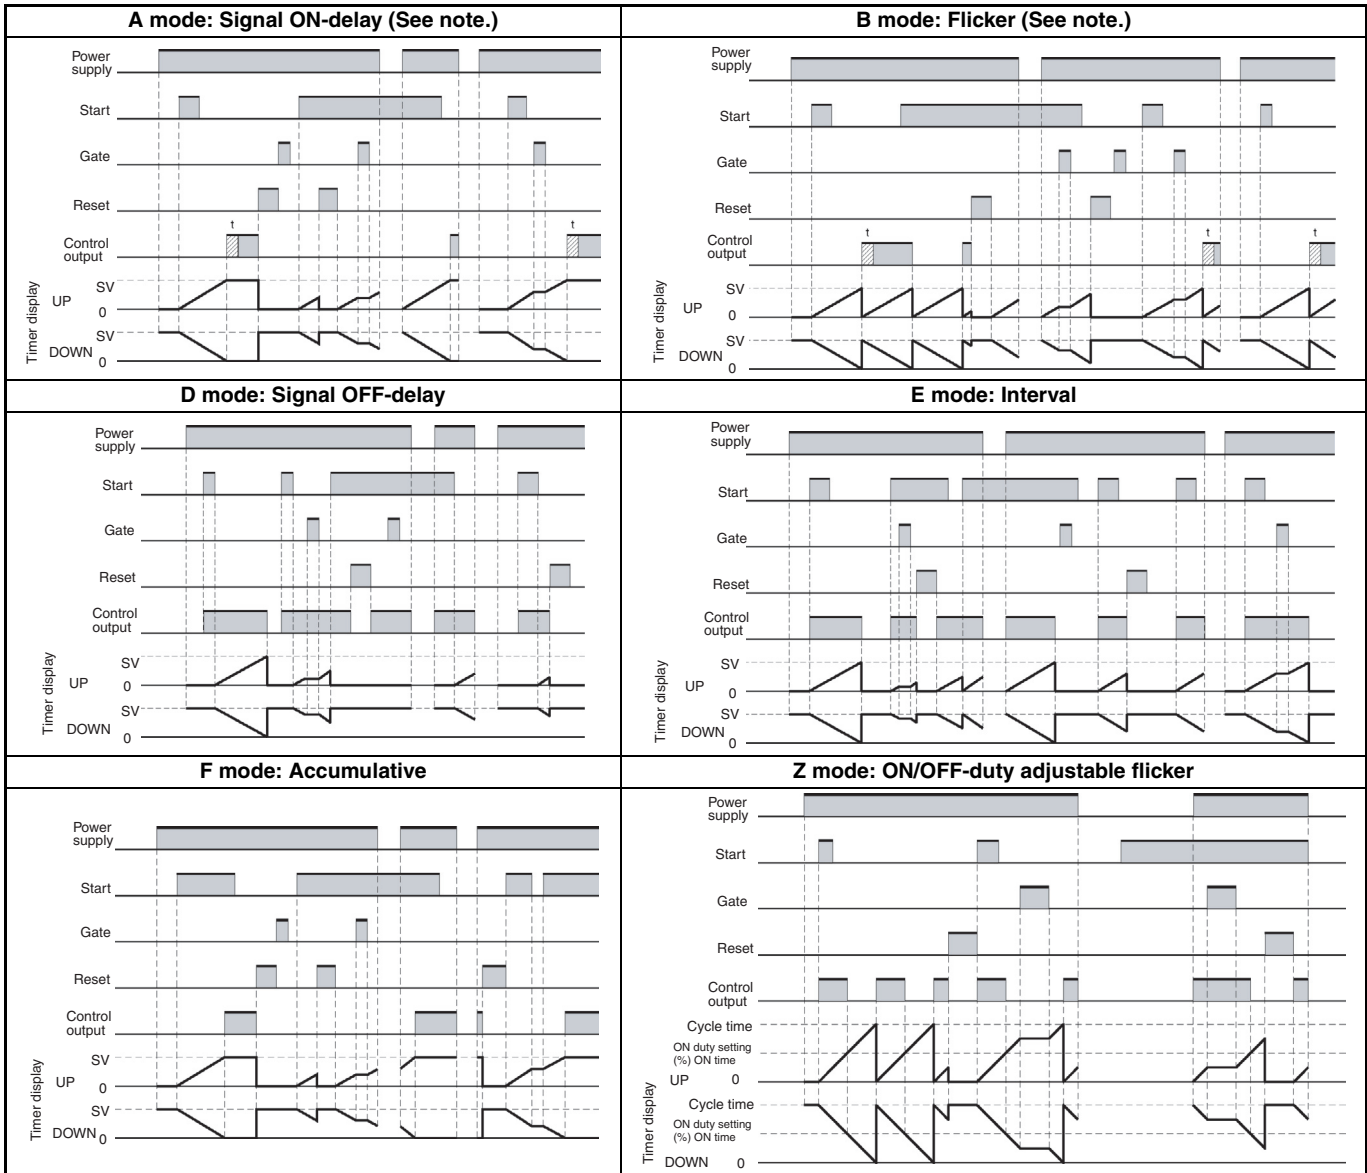 A mode: Signal ON-delay (See note.)
Power
supply
Start
Gate
Reset
t
t
Control
output
Timer display
SV
UP
0
SV
DOWN
0
B mode: Flicker (See note.)
Power
supply
Start
Gate
Reset
t
t
t
Control
output
Timer display
SV
UP
0
SV
DOWN
0
D mode: Signal OFF-delay
Power
supply
Start
Gate
Reset
Control
output
Timer display
SV
UP
0
SV
DOWN
0
E mode: Interval
Power
supply
Start
Gate
Reset
Control
output
Timer display
SV
UP
0
SV
DOWN
0
F mode: Accumulative
Power
supply
Start
Gate
Reset
Control
output
Timer display
SV
UP
0
SV
DOWN
0
Z mode: ON/OFF-duty adjustable flicker
Power
supply
Start
Gate
Reset
Control
output
Timer display
Cycle time
ON duty setting
(%) ON time
UP
0
Cycle time
ON duty setting
(%) ON time
DOWN
0